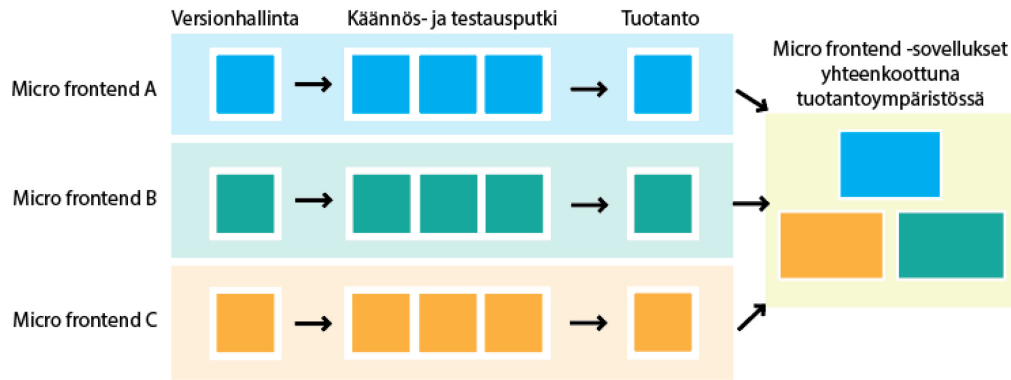 Versionhallinta
Käännös- ja testausputki
Tuotanto
Micro frontend -sovellukset
yhteenkoottuna
tuotantoympäristössä
Micro frontend A
Micro frontend B
Micro frontend C